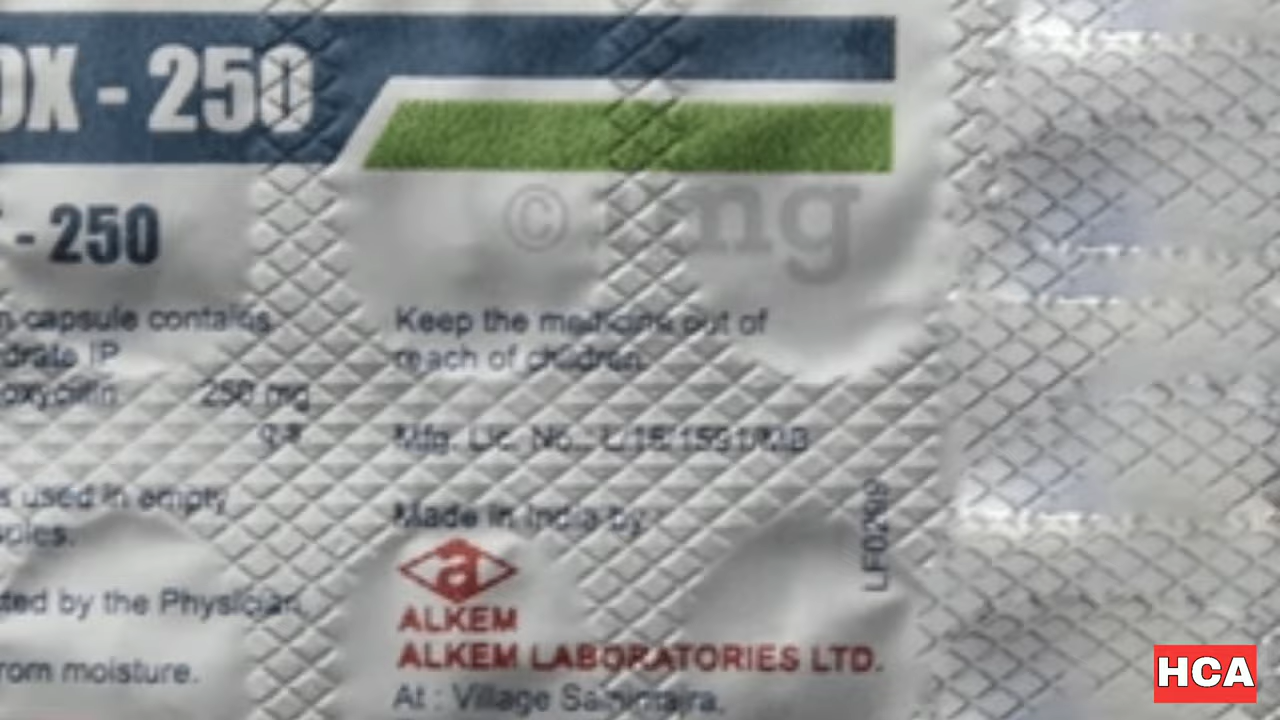 OX - 250
- 250
© 1mg
capsule contains
drate IP
250 mg
q.s.
s used in empty
ted by the Physician.
rom moisture.
Keep the medicine out of
reach of children.
Mfg. Lic. No.:
Made in India by:
a
ALKEM
ALKEM LABORATORIES LTD.
At : Village
HCA